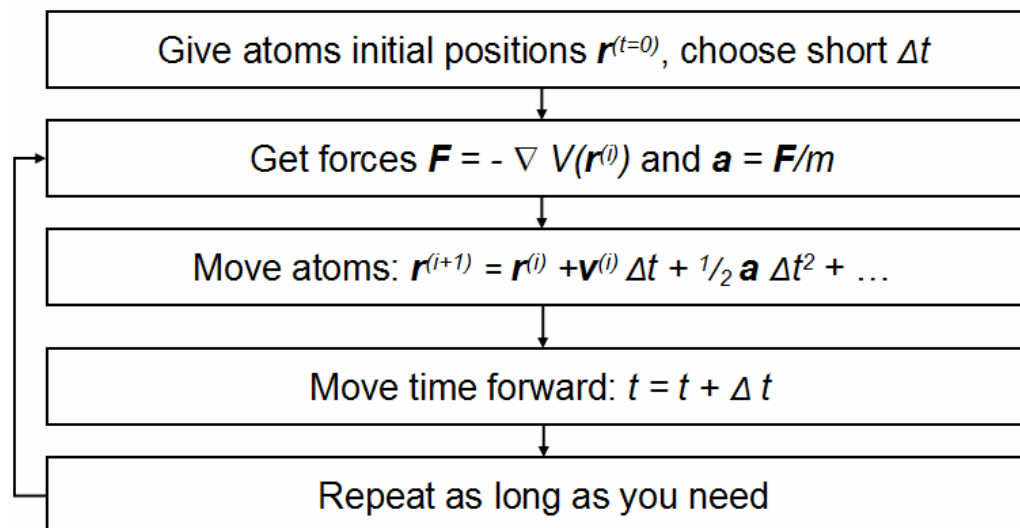 Give atoms initial positions r^(t=0), choose short Δt
Get forces F = - ∇ V(r^(i)) and a = F/m
Move atoms: r^(i+1) = r^(i) +v^(i) Δt + ¹/₂ a Δt² + ...
Move time forward: t = t + Δ t
Repeat as long as you need